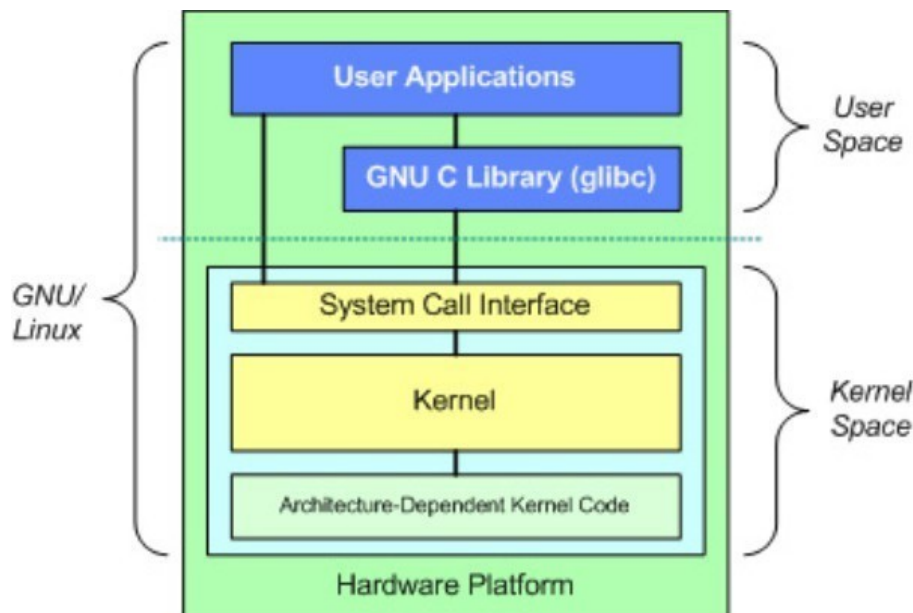 User Applications
GNU C Library (glibc)
User
Space
GNU/
Linux
System Call Interface
Kernel
Kernel
Space
Architecture-Dependent Kernel Code
Hardware Platform